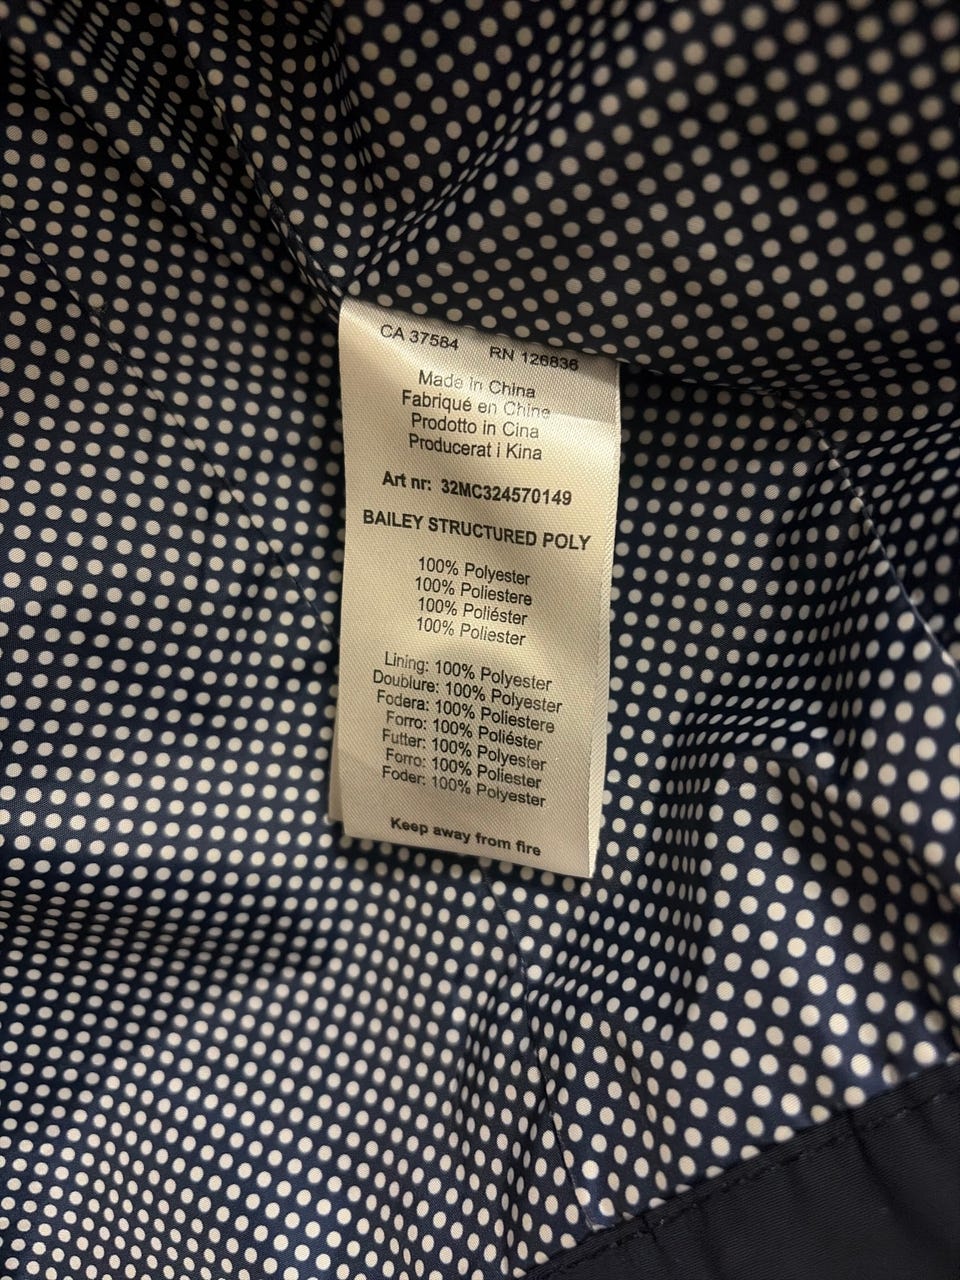 CA 37584 RN 126836
Made in China
Fabriqué en Chine
Prodotto in Cina
Producerat i Kina
Art nr: 32MC324570149
BAILEY STRUCTURED POLY
100% Polyester
100% Poliestere
100% Poliéster
100% Poliester
Lining: 100% Polyester
Doublure: 100% Polyester
Fodera: 100% Poliestere
Forro: 100% Poliéster
Futter: 100% Polyester
Forro: 100% Poliester
Foder: 100% Polyester
Keep away from fire